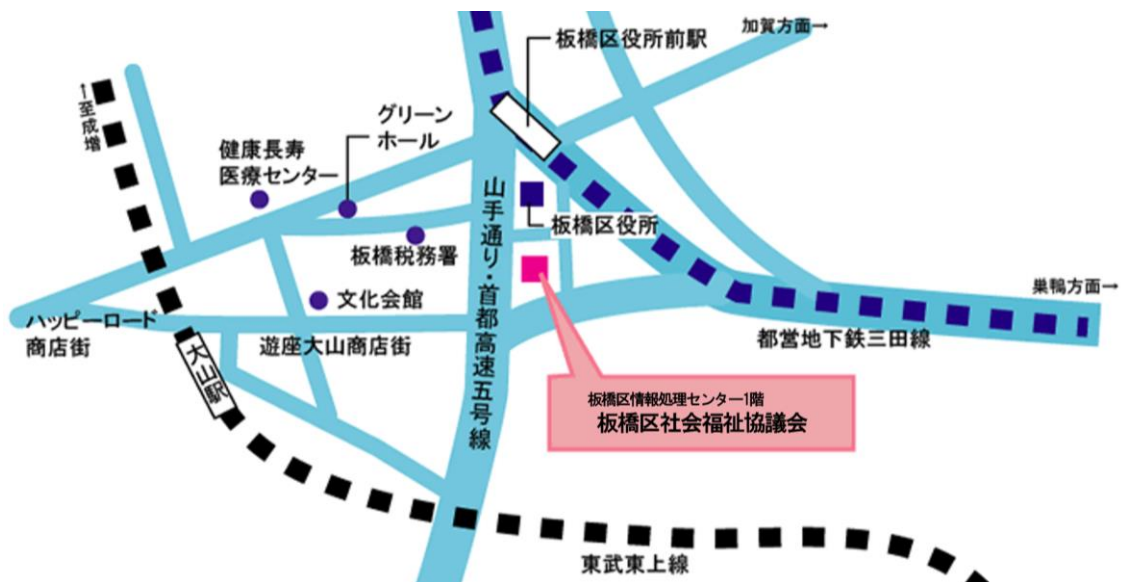 加賀方面→
板橋区役所前駅
←至成増
グリーン
ホール
健康長寿
医療センター
板橋区役所
板橋税務署
山手通り・首都高速五号線
文化会館
巣鴨方面→
ハッピーロード
商店街
遊座大山商店街
都営地下鉄三田線
大山駅
板橋区情報処理センター1階
板橋区社会福祉協議会
東武東上線